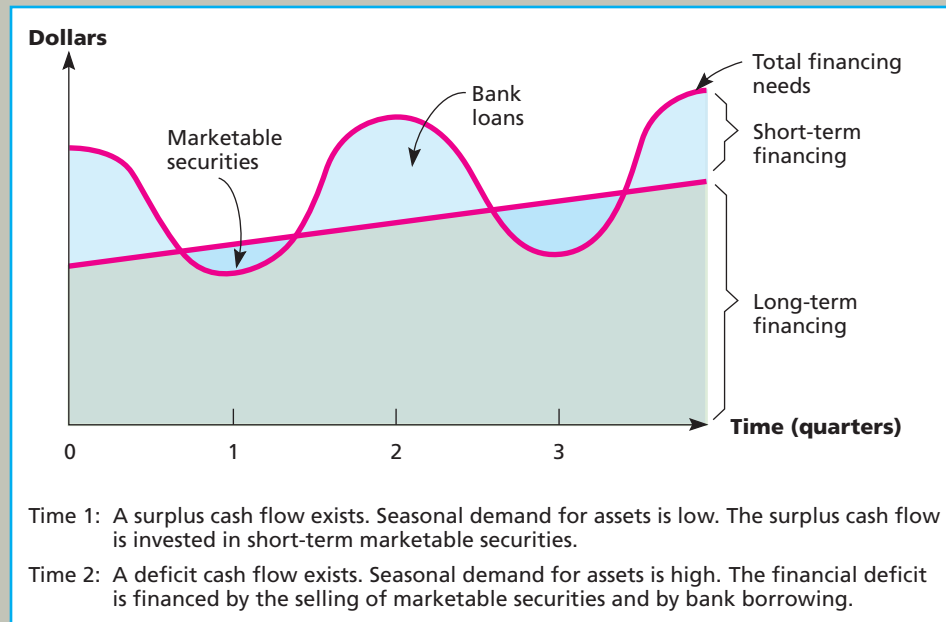 Dollars
Total financing
needs
Bank
loans
Marketable
securities
Short-term
financing
Long-term
financing
Time (quarters)
0
1
2
3
Time 1: A surplus cash flow exists. Seasonal demand for assets is low. The surplus cash flow
is invested in short-term marketable securities.
Time 2: A deficit cash flow exists. Seasonal demand for assets is high. The financial deficit
is financed by the selling of marketable securities and by bank borrowing.